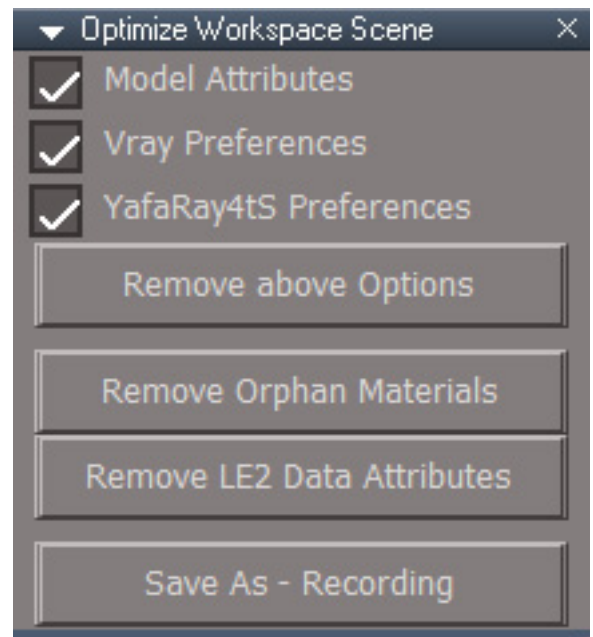 Optimize Workspace Scene
Model Attributes
Vray Preferences
YafaRay4tS Preferences
Remove above Options
Remove Orphan Materials
Remove LE2 Data Attributes
Save As - Recording